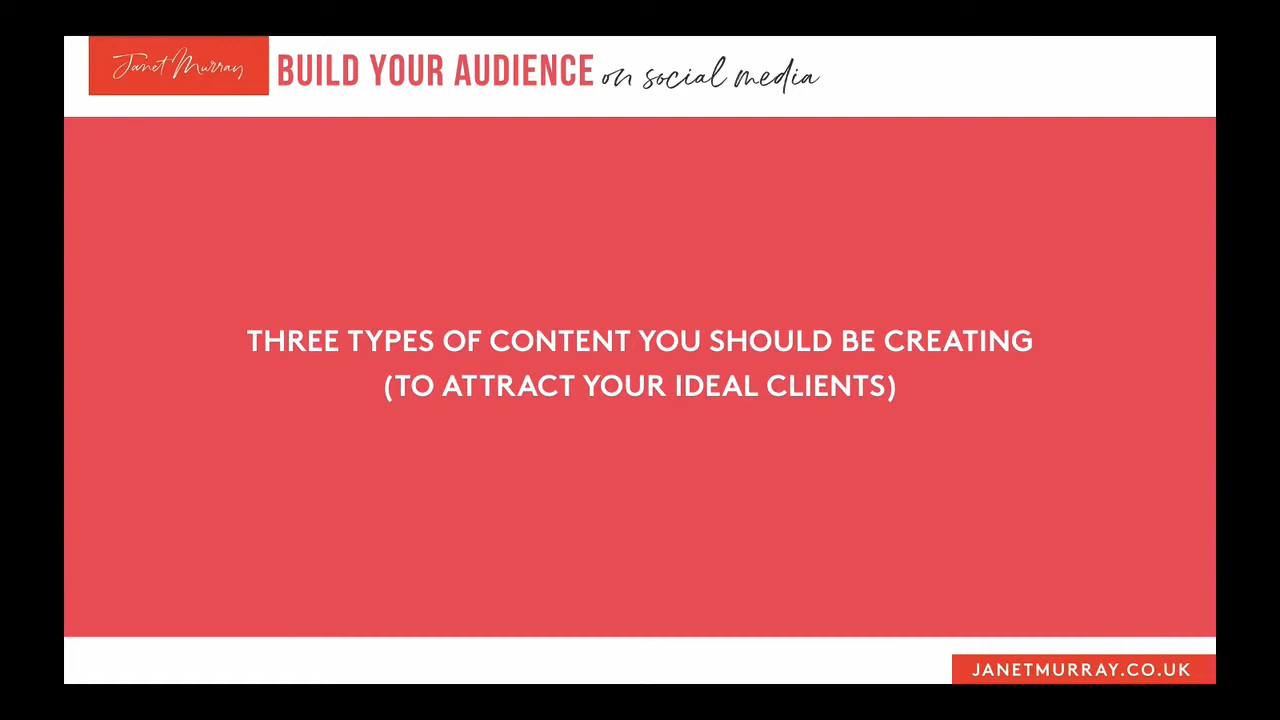 Janet Murray BUILD YOUR AUDIENCE on social media
THREE TYPES OF CONTENT YOU SHOULD BE CREATING
(TO ATTRACT YOUR IDEAL CLIENTS)
JANETMURRAY.CO.UK